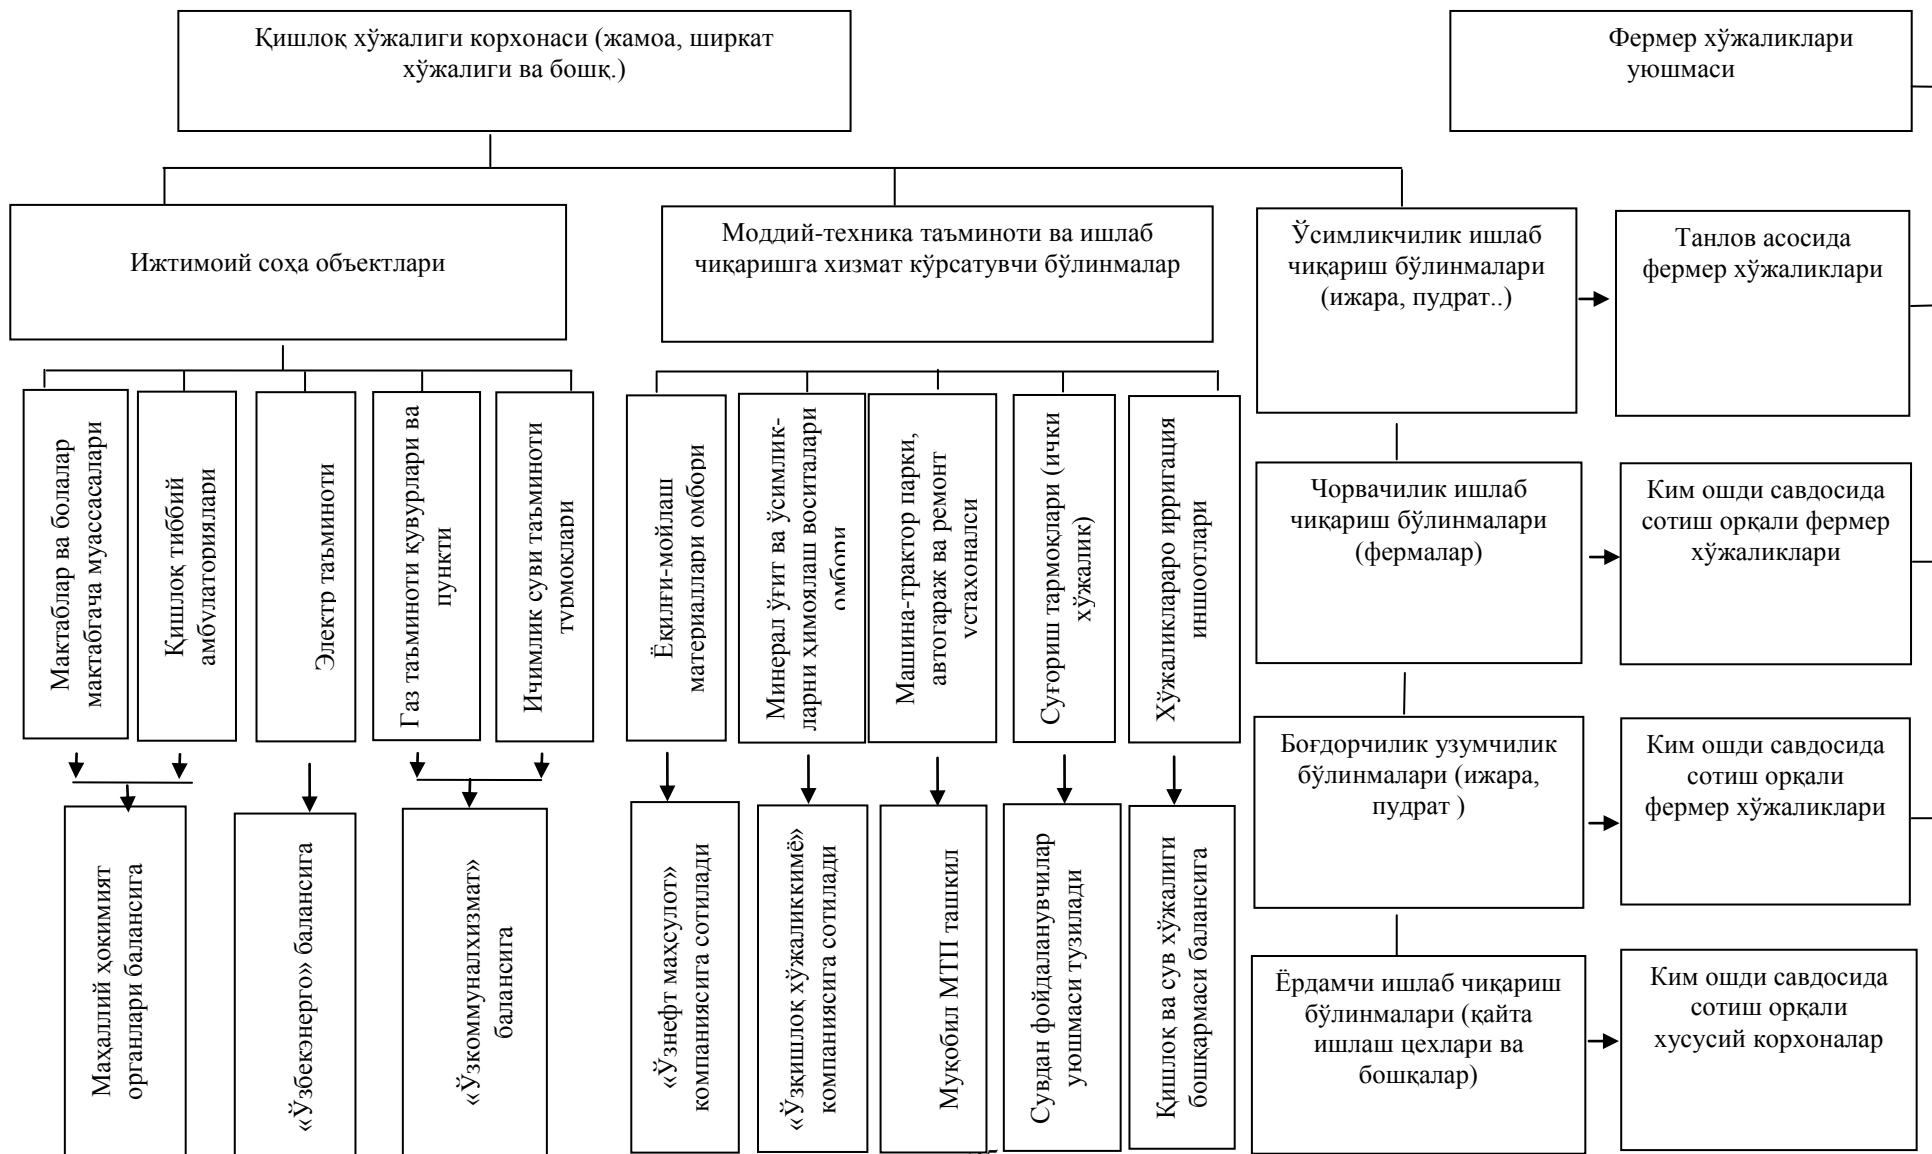 Қишлоқ хўжалиги корхонаси (жамоа, ширкат
хўжалиги ва бошқ.)
Фермер хўжаликлари
уюшмаси
Ижтимоий соҳа объектлари
Моддий-техника таъминоти ва ишлаб
чиқаришга хизмат кўрсатувчи бўлинмалар
Ўсимликчилик ишлаб
чиқариш бўлинмалари
(ижара, пудрат..)
Танлов асосида
фермер хўжаликлари
Мактаблар ва болалар
мактабгача муассасалари
Қишлоқ тиббий
амбулаториялари
Электр таъминоти
Газ таъминоти қувурлари ва
пункти
Ичимлик суви таъминоти
турмоклари
Ёқилғи-мойлаш
материаллари омбори
Минерал ўғит ва ўсимлик-
ларни ҳимоялаш воситалари
омбори
Машина-трактор парки,
автогараж ва ремонт
устахоналси
Суғориш тармоқлари (ички
хўжалик)
Хўжаликлараро ирригация
иншоотлари
Чорвачилик ишлаб
чиқариш бўлинмалари
(фермалар)
Ким ошди савдосида
сотиш орқали фермер
хўжаликлари
Боғдорчилик узумчилик
бўлинмалари (ижара,
пудрат )
Ким ошди савдосида
сотиш орқали
фермер хўжаликлари
Маҳаллий ҳокимият
органлари балансига
«Ўзбекэнерго» балансига
«Ўзкоммуналхизмат»
балансига
«Ўзнефт маҳсулот»
компаниясига сотилади
«Ўзқишлоқ хўжаликкимё»
компаниясига сотилади
Муқобил МТП ташкил
Сувдан фойдаланувчилар
уюшмаси тузилади
Қишлоқ ва сув хўжалиги
бошқармаси балансига
Ёрдамчи ишлаб чиқариш
бўлинмалари (қайта
ишлаш цехлари ва
бошқалар)
Ким ошди савдосида
сотиш орқали
хусусий корхоналар